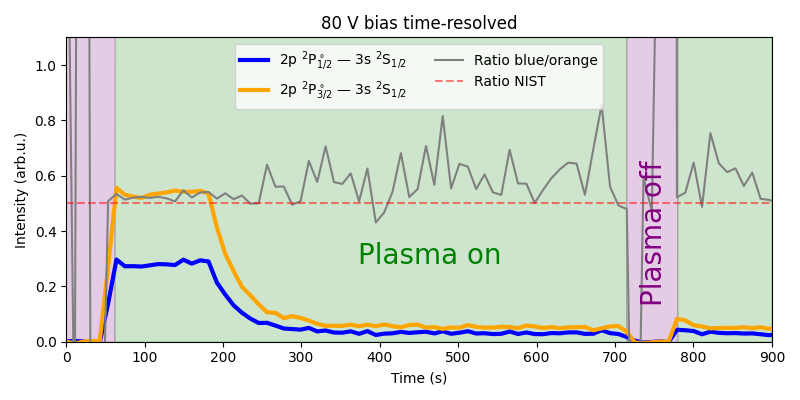 80 V bias time-resolved
2p ²P°₁/₂ — 3s ²S₁/₂
2p ²P°₃/₂ — 3s ²S₁/₂
Ratio blue/orange
Ratio NIST
Plasma on
Plasma off
Intensity (arb.u.)
1.0
0.8
0.6
0.4
0.2
0.0
0 100 200 300 400 500 600 700 800 900
Time (s)